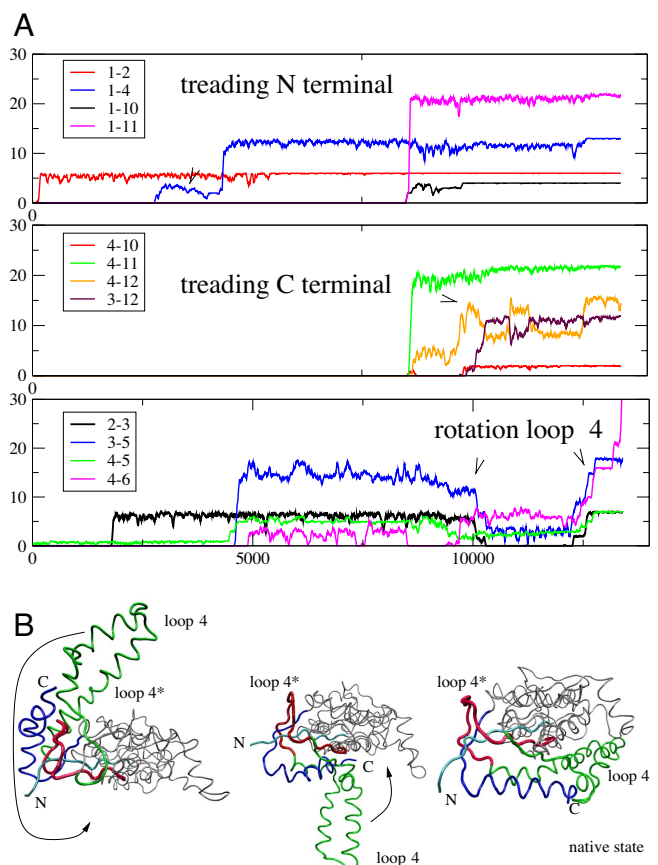 A
30
20
10
0
1-2
1-4
1-10
1-11
treading N terminal
0
30
20
10
0
4-10
4-11
4-12
3-12
treading C terminal
0
30
20
10
0
2-3
3-5
4-5
4-6
rotation loop 4
0 5000 10000
B
loop 4
C
loop 4*
N
loop 4*
N
C
loop 4
loop 4*
N
C
loop 4
native state